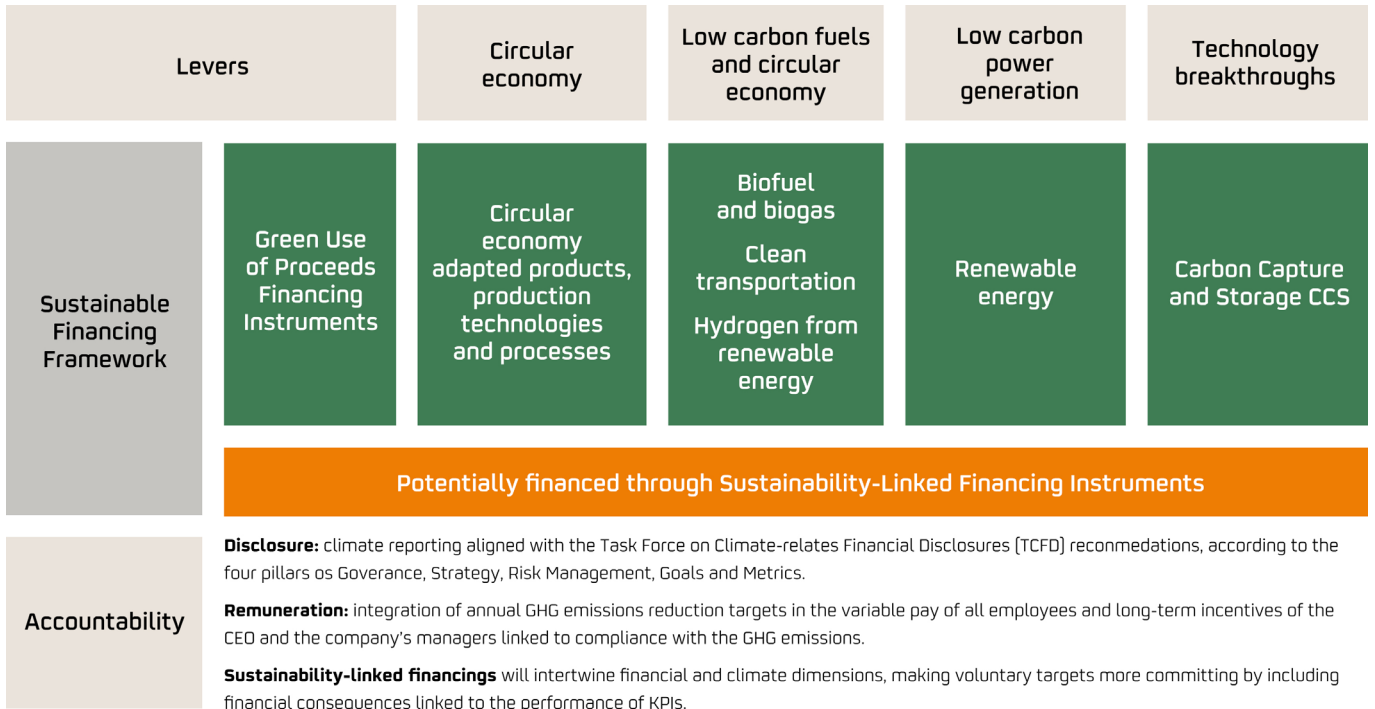 Levers
Circular
economy
Low carbon fuels
and circular
economy
Low carbon
power
generation
Technology
breakthroughs
Sustainable
Financing
Framework
Green Use
of Proceeds
Financing
Instruments
Circular
economy
adapted products,
production
technologies
and processes
Biofuel
and biogas
Clean
transportation
Hydrogen from
renewable
energy
Renewable
energy
Carbon Capture
and Storage CCS
Potentially financed through Sustainability-Linked Financing Instruments
Accountability
Disclosure: climate reporting aligned with the Task Force on Climate-relates Financial Disclosures (TCFD) reconmedations, according to the
four pillars os Goverance, Strategy, Risk Management, Goals and Metrics.
Remuneration: integration of annual GHG emissions reduction targets in the variable pay of all employees and long-term incentives of the
CEO and the company's managers linked to compliance with the GHG emissions.
Sustainability-linked financings will intertwine financial and climate dimensions, making voluntary targets more committing by including
financial consequences linked to the performance of KPIs.